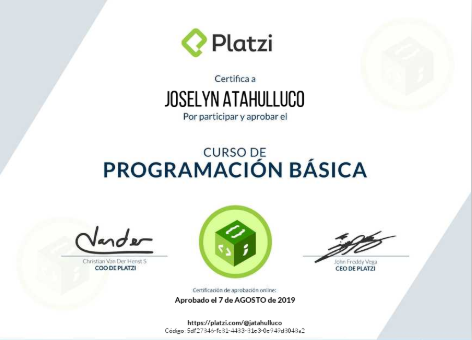 Platzi
Certifica a
JOSELYN ATAHULLUCO
Por participar y aprobar el
CURSO DE
PROGRAMACIÓN BÁSICA
Christian Van Der Henst S
COO DE PLATZI
John Freddy Vega
CEO DE PLATZI
Certificación de aprobación online:
Aprobado el 7 de AGOSTO de 2019
https://platzi.com/@jatahulluco
Código: